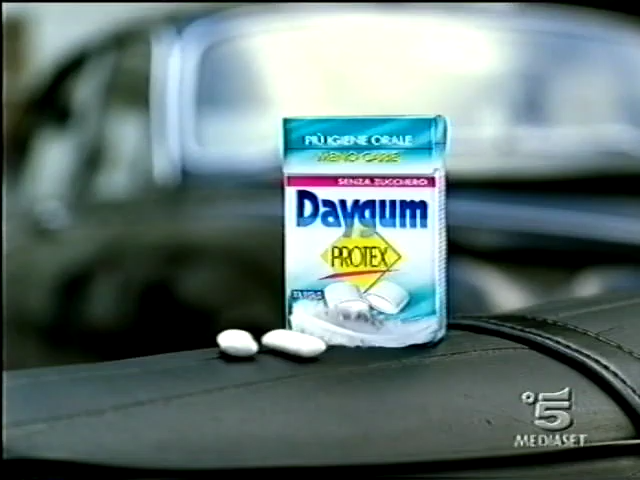 PIÙ IGIENE ORALE
MENO CARIE
SENZA ZUCCHERO
Daygum
PROTEX
5
MEDIASET